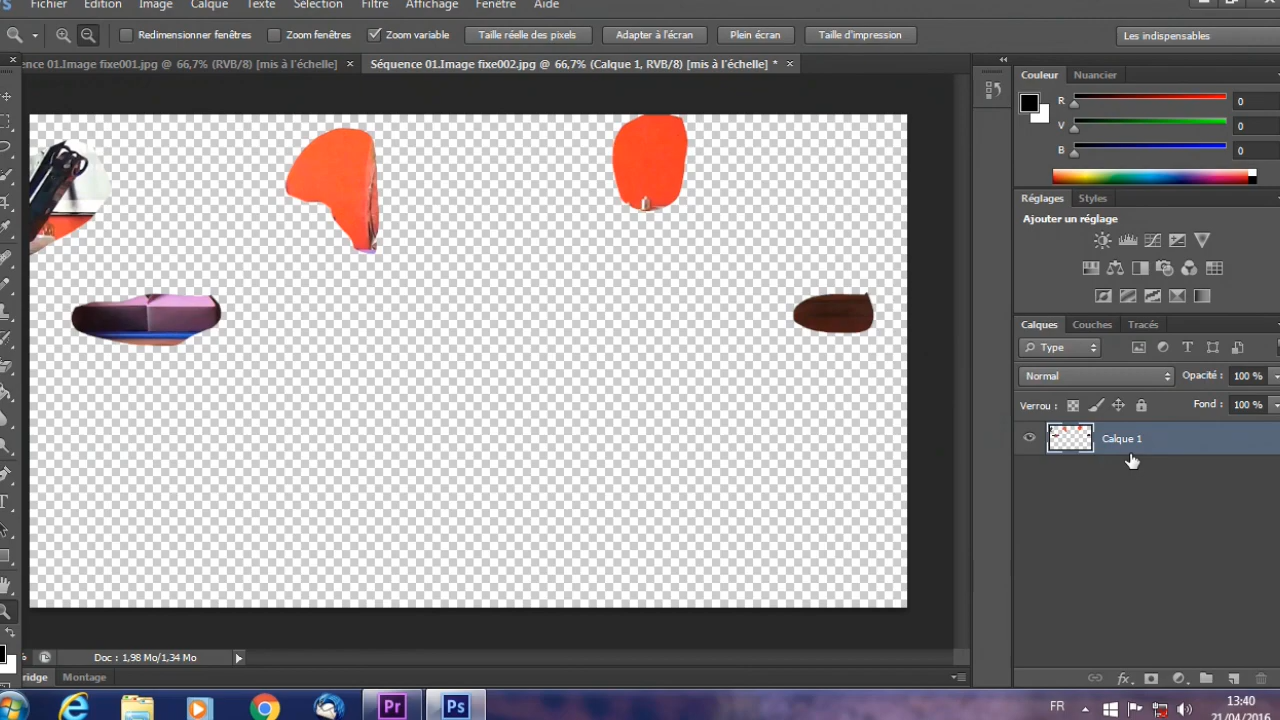 Fichier Edition Image Calque Texte Sélection Filtre Affichage Fenêtre Aide
Redimensionner fenêtres Zoom fenêtres Zoom variable Taille réelle des pixels Adapter à l'écran Plein écran Taille d'impression Les indispensables
ence 01.Image fixe001.jpg @ 66,7% (RVB/8) [mis à l'échelle] × Séquence 01.Image fixe002.jpg @ 66,7% (Calque 1, RVB/8) [mis à l'échelle] * ×
Couleur Nuancier
R 0
V 0
B 0
Réglages Styles
Ajouter un réglage
Calques Couches Tracés
Type
Normal Opacité : 100 %
Verrou : Fond : 100 %
Calque 1
Doc : 1,98 Mo/1,34 Mo
ridge Montage
Pr Ps FR 13:40
21/04/2016